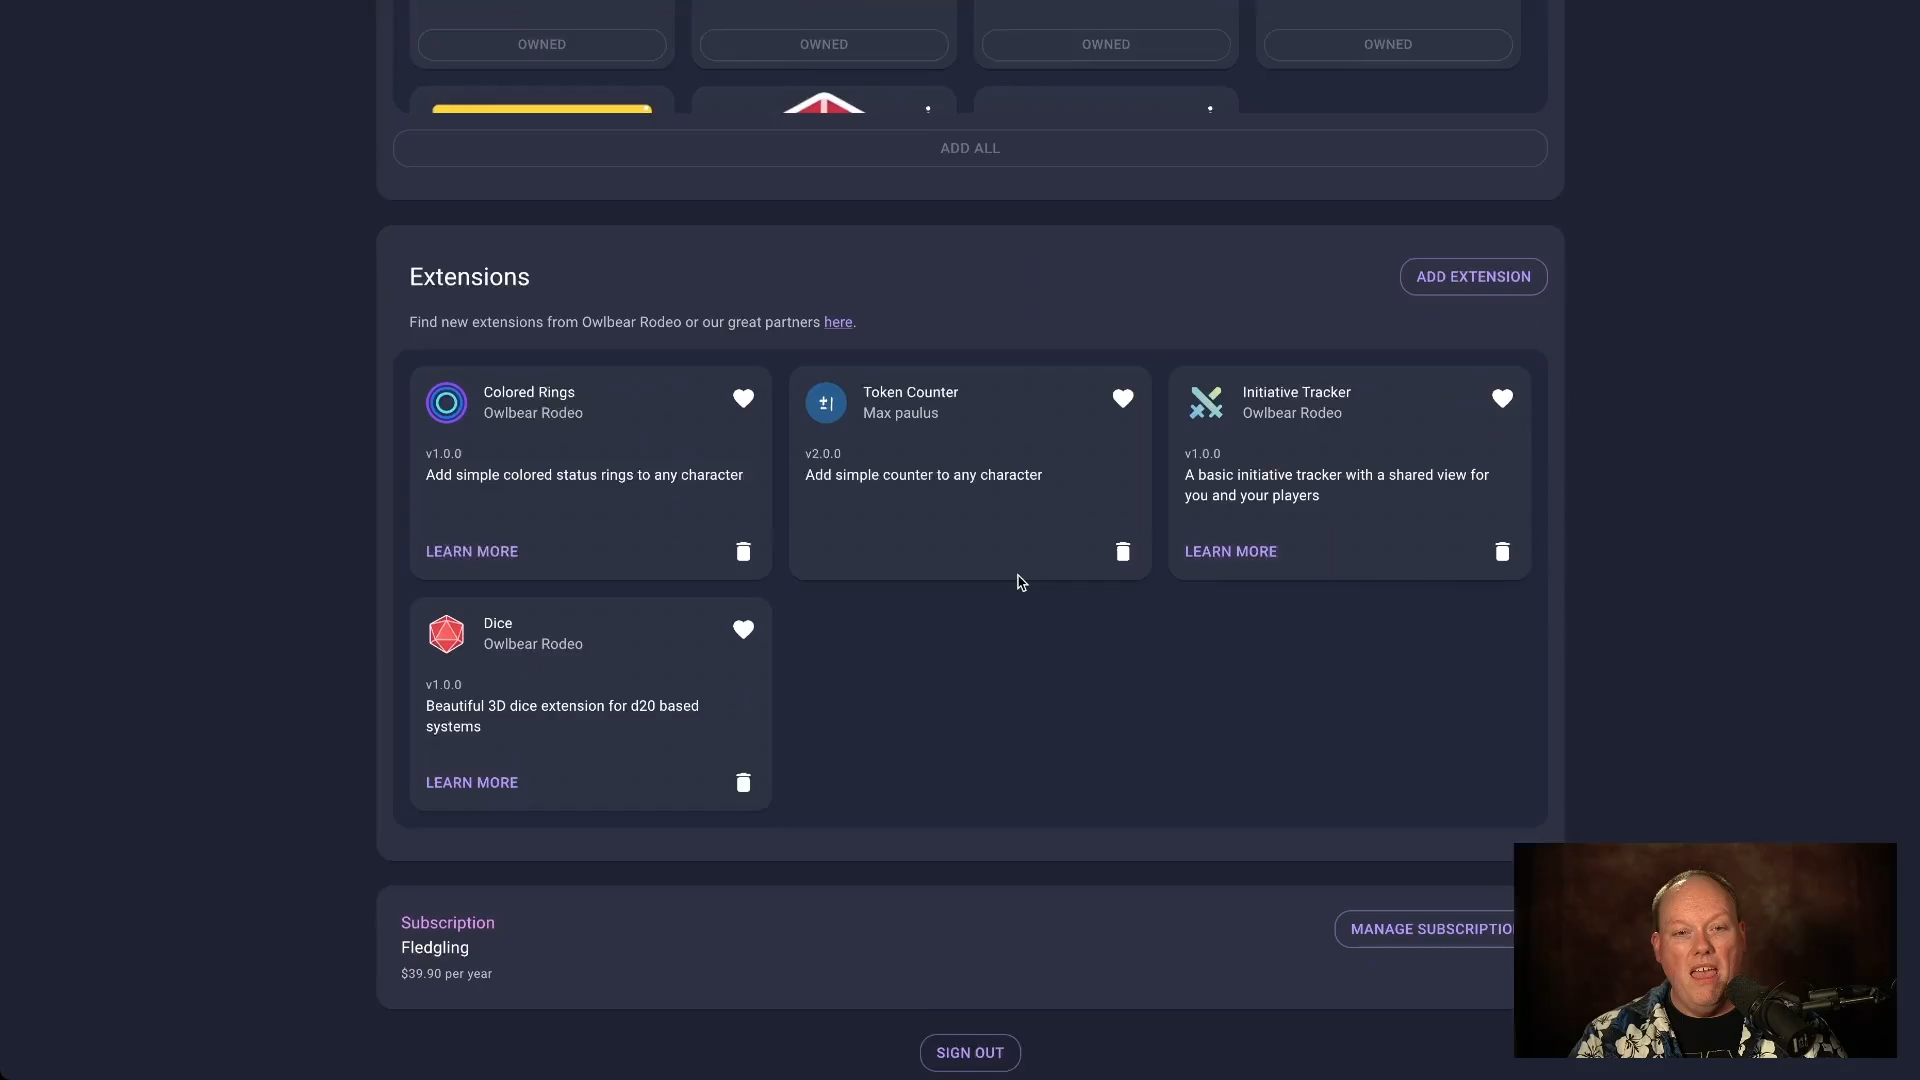 OWNED
OWNED
OWNED
OWNED
ADD ALL
Extensions
ADD EXTENSION
Find new extensions from Owlbear Rodeo or our great partners here.
Colored Rings
Owlbear Rodeo
v1.0.0
Add simple colored status rings to any character
LEARN MORE
Token Counter
Max paulus
v2.0.0
Add simple counter to any character
Initiative Tracker
Owlbear Rodeo
v1.0.0
A basic initiative tracker with a shared view for
you and your players
LEARN MORE
Dice
Owlbear Rodeo
v1.0.0
Beautiful 3D dice extension for d20 based
systems
LEARN MORE
Subscription
Fledgling
$39.90 per year
MANAGE SUBSCRIPTIO
SIGN OUT